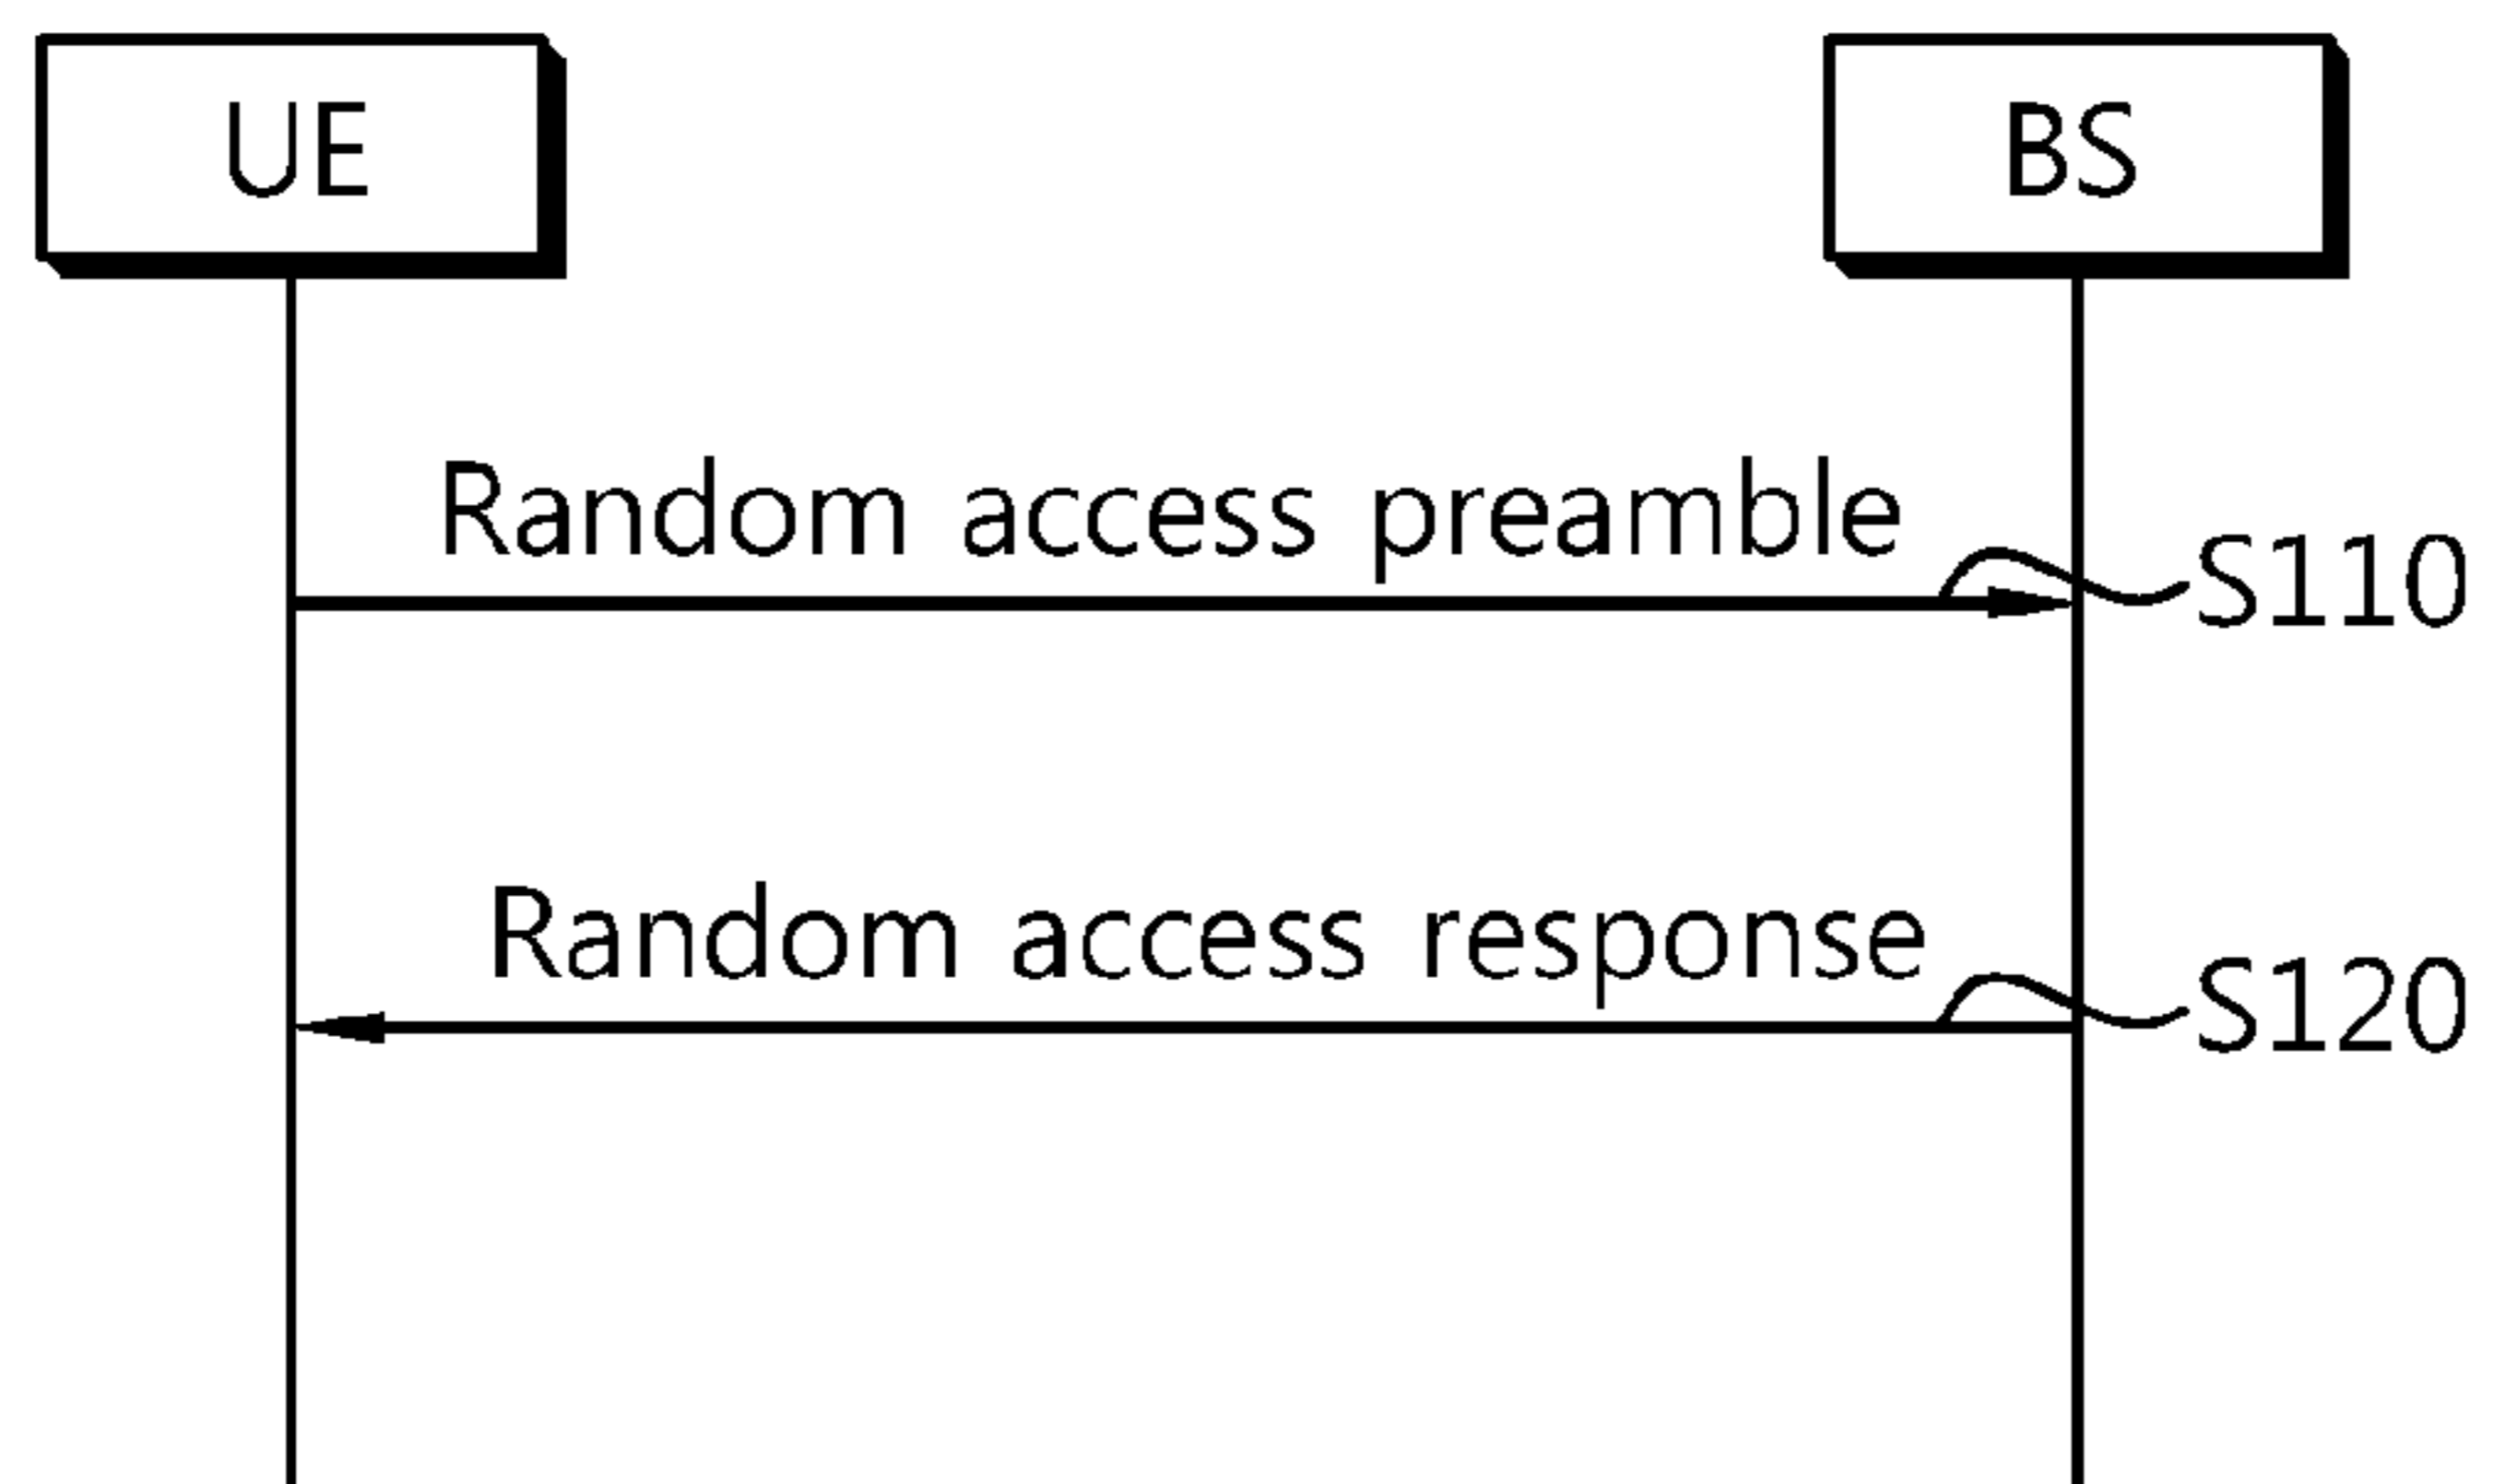 UE
BS
Random access preamble
S110
Random access response
S120